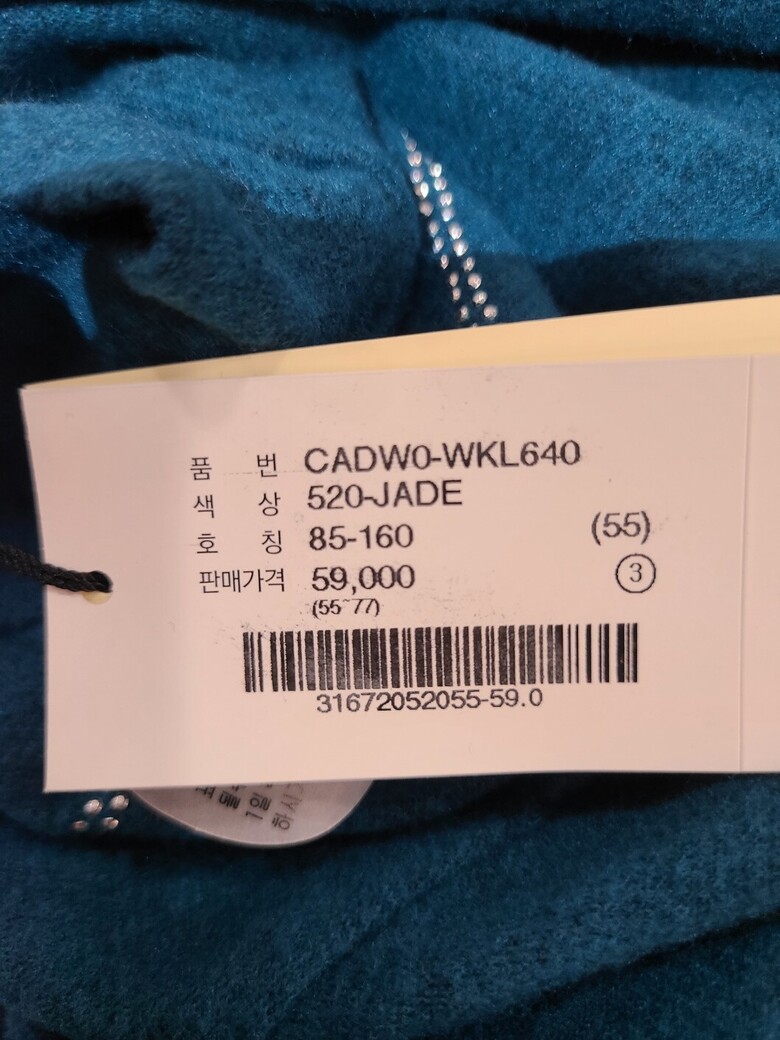 품 번 CADW0-WKL640
색 상 520-JADE
호 칭 85-160 (55)
판매가격 59,000 ③
(55~77)
31672052055-59.0